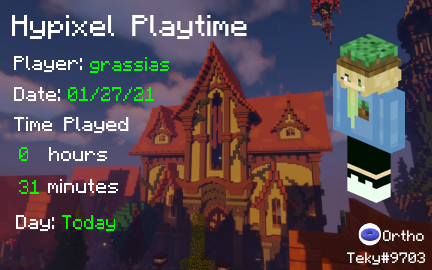 Hypixel Playtime
Player: grassias
Date: 01/27/21
Time Played
0 hours
31 minutes
Day: Today
Ortho
Teky#9703